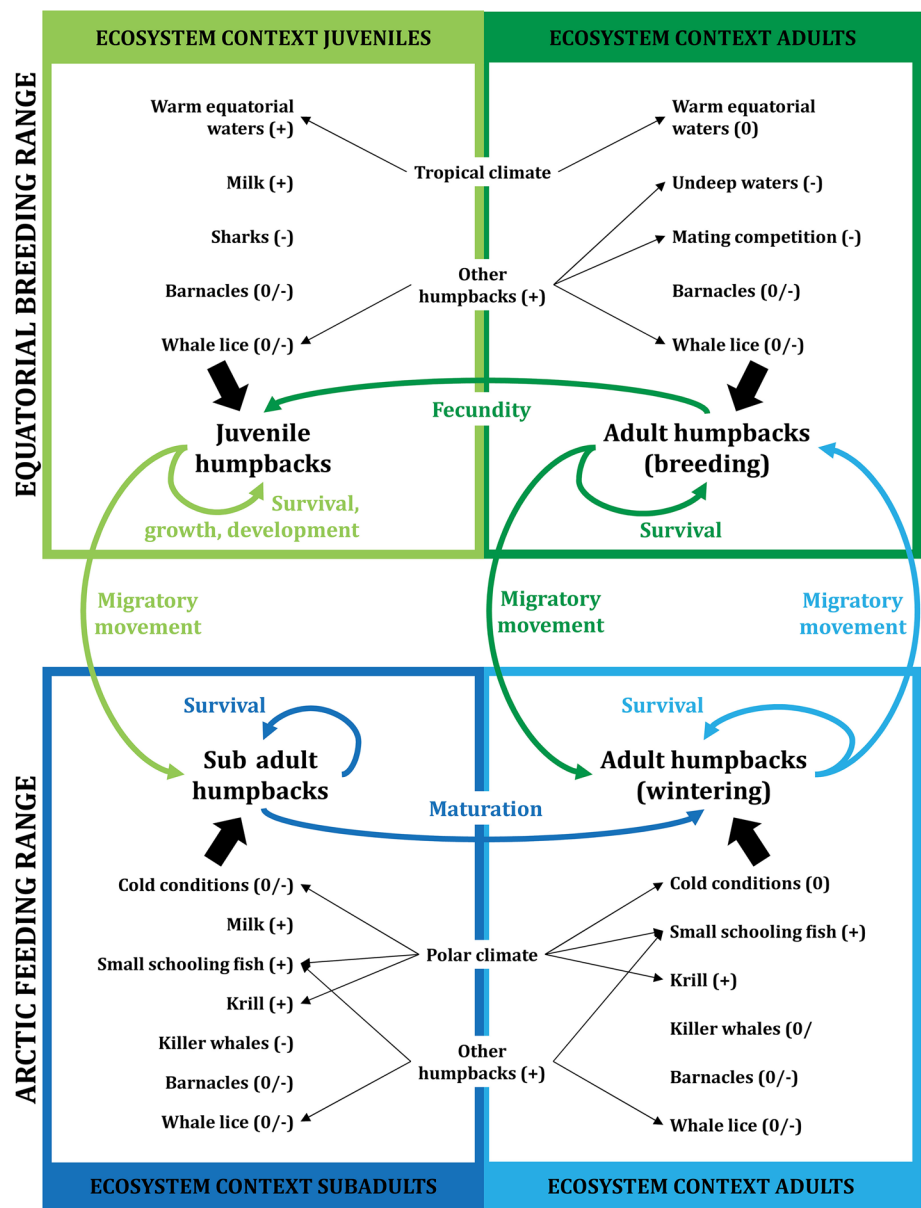 ECOSYSTEM CONTEXT JUVENILES
ECOSYSTEM CONTEXT ADULTS
EQUATORIAL BREEDING RANGE
Warm equatorial
waters (+)
Milk (+)
Sharks (-)
Barnacles (0/-)
Whale lice (0/-)
Tropical climate
Other
humpbacks (+)
Warm equatorial
waters (0)
Undeep waters (-)
Mating competition (-)
Barnacles (0/-)
Whale lice (0/-)
Fecundity
Juvenile
humpbacks
Survival,
growth, development
Adult humpbacks
(breeding)
Survival
Migratory
movement
Migratory
movement
Migratory
movement
ARCTIC FEEDING RANGE
Survival
Sub adult
humpbacks
Maturation
Survival
Adult humpbacks
(wintering)
Cold conditions (0/-)
Milk (+)
Small schooling fish (+)
Krill (+)
Killer whales (-)
Barnacles (0/-)
Whale lice (0/-)
Polar climate
Other
humpbacks (+)
Cold conditions (0)
Small schooling fish (+)
Krill (+)
Killer whales (0/
Barnacles (0/-)
Whale lice (0/-)
ECOSYSTEM CONTEXT SUBADULTS
ECOSYSTEM CONTEXT ADULTS